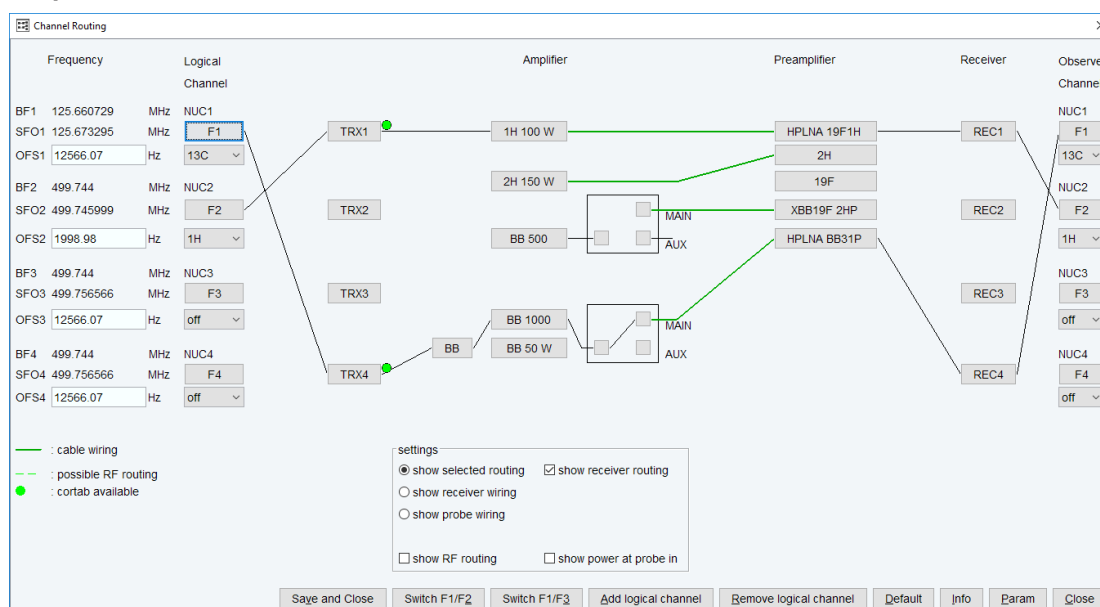 Channel Routing
Frequency Logical Channel Amplifier Preamplifier Receiver Observe Channe
BF1 125.660729 MHz NUC1 NUC1
SFO1 125.673295 MHz F1 TRX1 1H 100 W HPLNA 19F1H REC1 F1
OFS1 12566.07 Hz 13C 2H 13C
BF2 499.744 MHz NUC2 2H 150 W 19F NUC2
SFO2 499.745999 MHz F2 TRX2 MAIN XBB19F 2HP REC2 F2
OFS2 1998.98 Hz 1H BB 500 AUX HPLNA BB31P 1H
BF3 499.744 MHz NUC3 NUC3
SFO3 499.756566 MHz F3 TRX3 REC3 F3
OFS3 12566.07 Hz off BB 1000 MAIN off
BF4 499.744 MHz NUC4 BB BB 50 W AUX NUC4
SFO4 499.756566 MHz F4 TRX4 REC4 F4
OFS4 12566.07 Hz off off
: cable wiring
: possible RF routing
: cortab available
settings
show selected routing show receiver routing
show receiver wiring
show probe wiring
show RF routing show power at probe in
Save and Close Switch F1/F2 Switch F1/F3 Add logical channel Remove logical channel Default Info Param Close